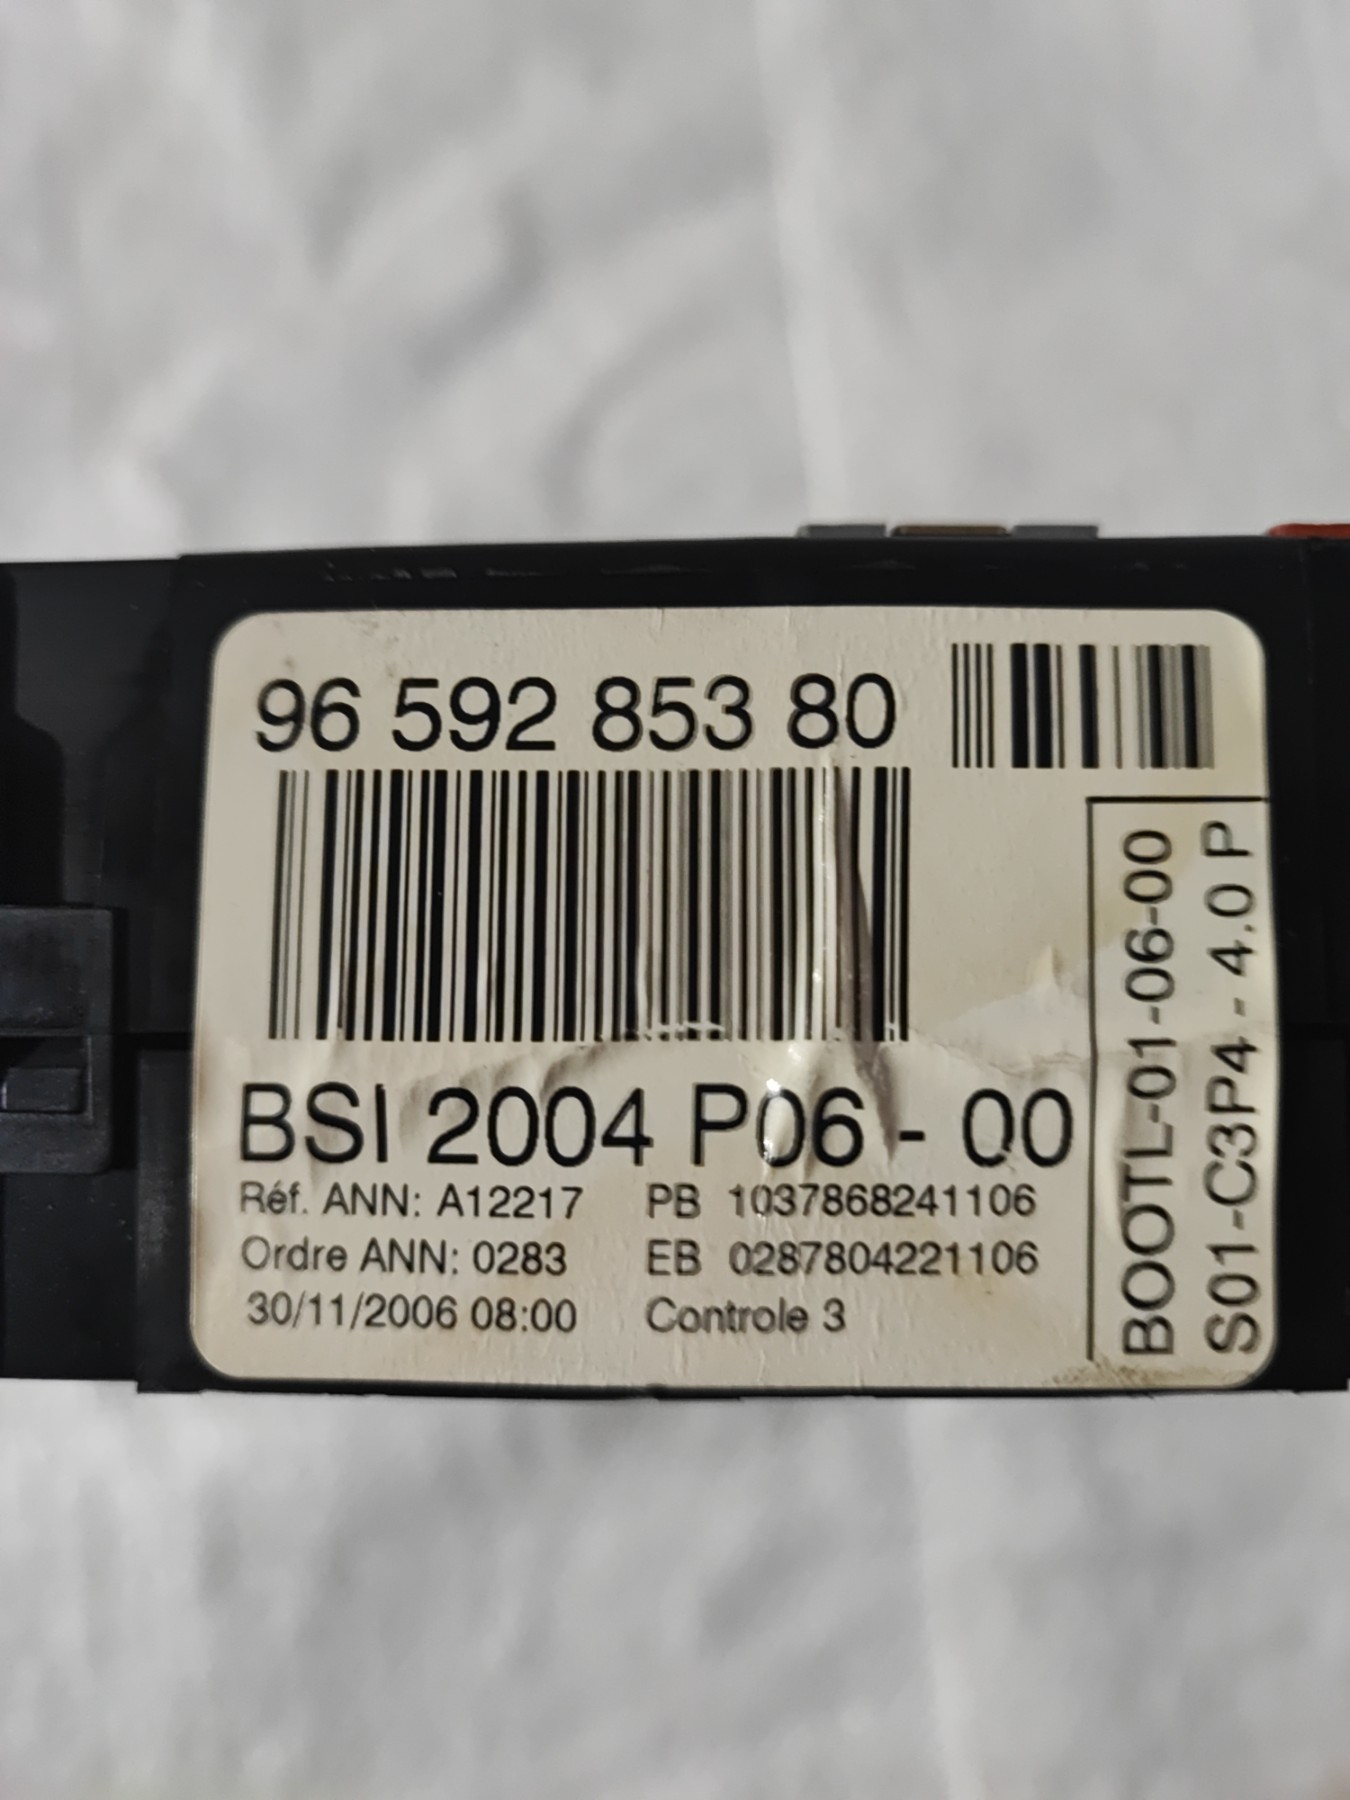 96 592 853 80
BSI 2004 P06 - 00
Réf. ANN: A12217 PB 1037868241106
Ordre ANN: 0283 EB 0287804221106
30/11/2006 08:00 Controle 3
BOOTL-01-06-00
S01-C3P4 - 4.0 P